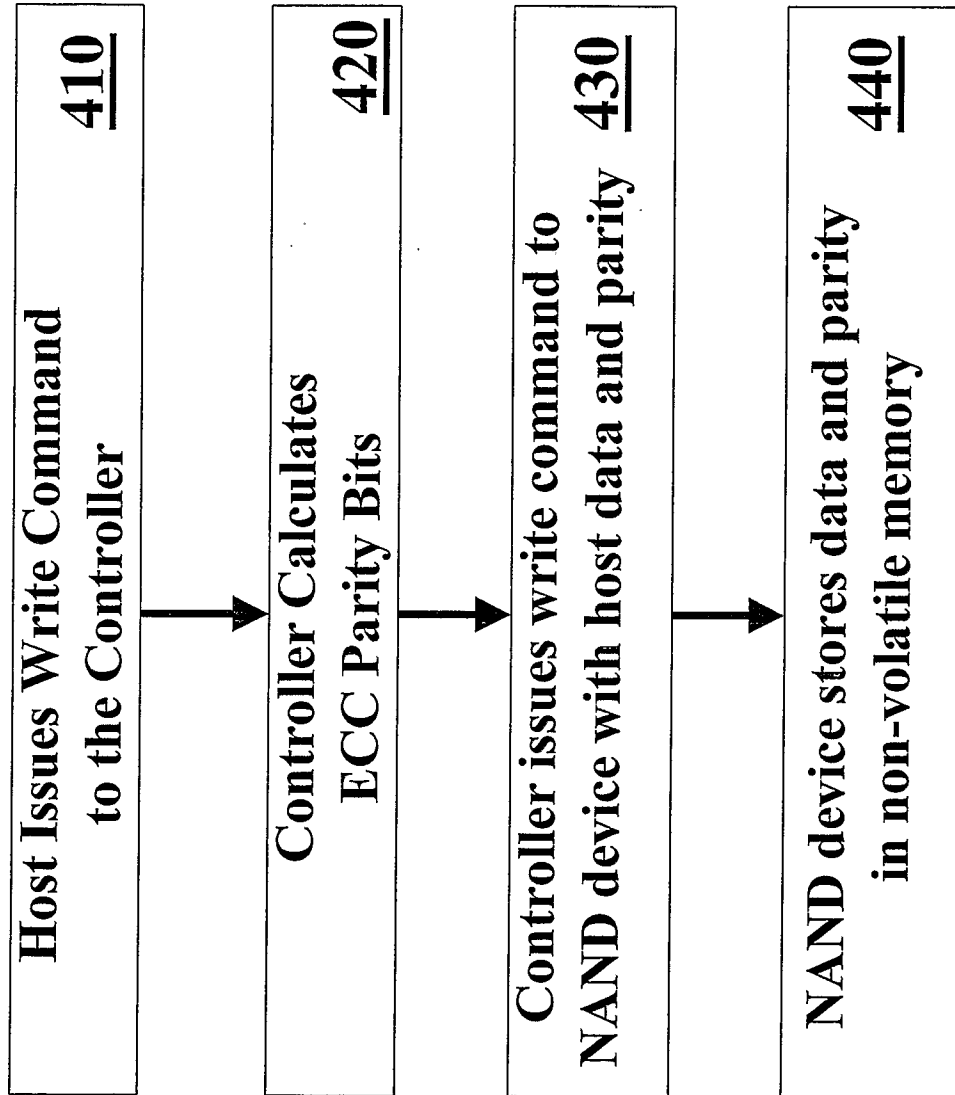 Host Issues Write Command
to the Controller 410
Controller Calculates
ECC Parity Bits 420
Controller issues write command to
NAND device with host data and parity 430
NAND device stores data and parity
in non-volatile memory 440